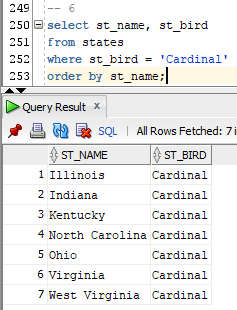 249
250 -- 6
250 select st_name, st_bird
251 from states
252 where st_bird = 'Cardinal'
253 order by st_name;
Query Result ×
SQL | All Rows Fetched: 7 i
ST_NAME ST_BIRD
1 Illinois Cardinal
2 Indiana Cardinal
3 Kentucky Cardinal
4 North Carolina Cardinal
5 Ohio Cardinal
6 Virginia Cardinal
7 West Virginia Cardinal